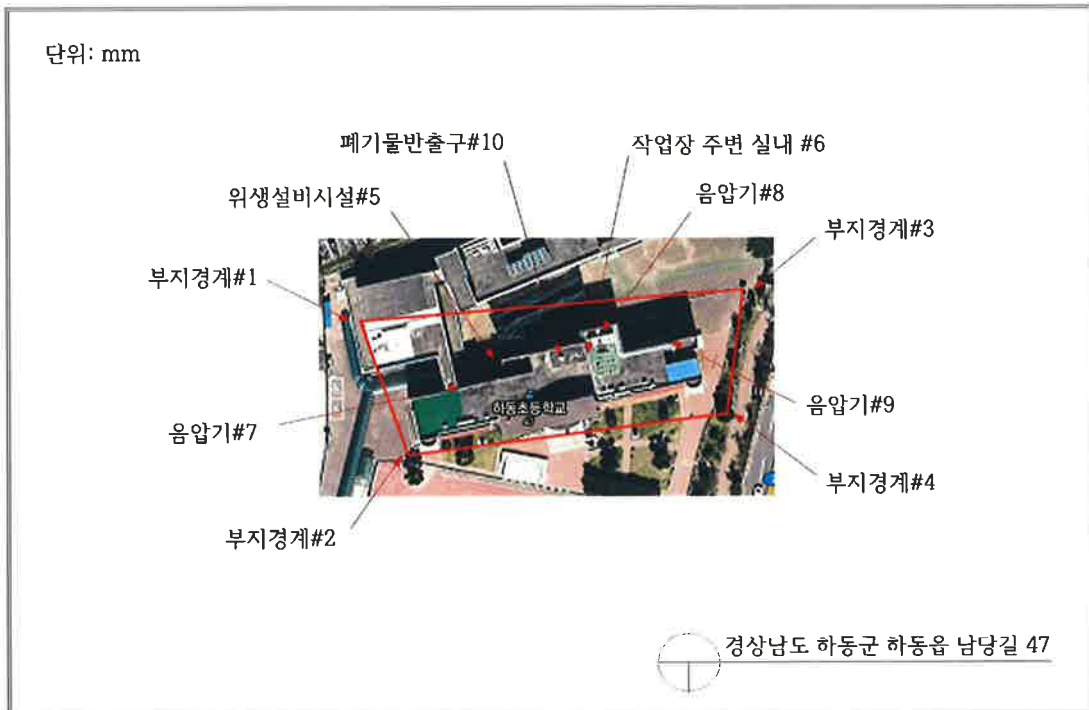 단위: mm
폐기물반출구#10
작업장 주변 실내 #6
위생설비시설#5
음압기#8
부지경계#3
부지경계#1
하동초등학교
음압기#7
음압기#9
부지경계#4
부지경계#2
경상남도 하동군 하동읍 남당길 47